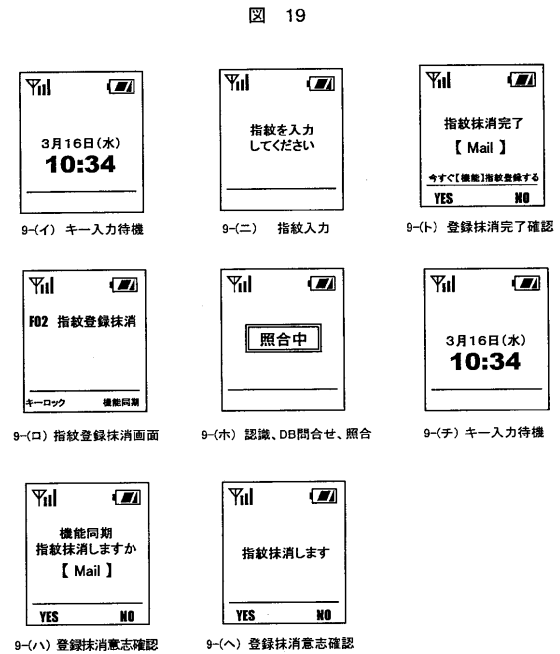 図 19
3月16日(水)
10:34
9-(イ) キー入力待機
F02 指紋登録抹消
キーロック 機能同期
9-(ロ) 指紋登録抹消画面
機能同期
指紋抹消しますか
【 Mail 】
YES NO
9-(ハ) 登録抹消意志確認
指紋を入力
してください
9-(ニ) 指紋入力
照合中
9-(ホ) 認識、DB問合せ、照合
指紋抹消します
YES NO
9-(ヘ) 登録抹消意志確認
指紋抹消完了
【 Mail 】
今すぐ【機能】指紋登録する
YES NO
9-(ト) 登録抹消完了確認
3月16日(水)
10:34
9-(チ) キー入力待機